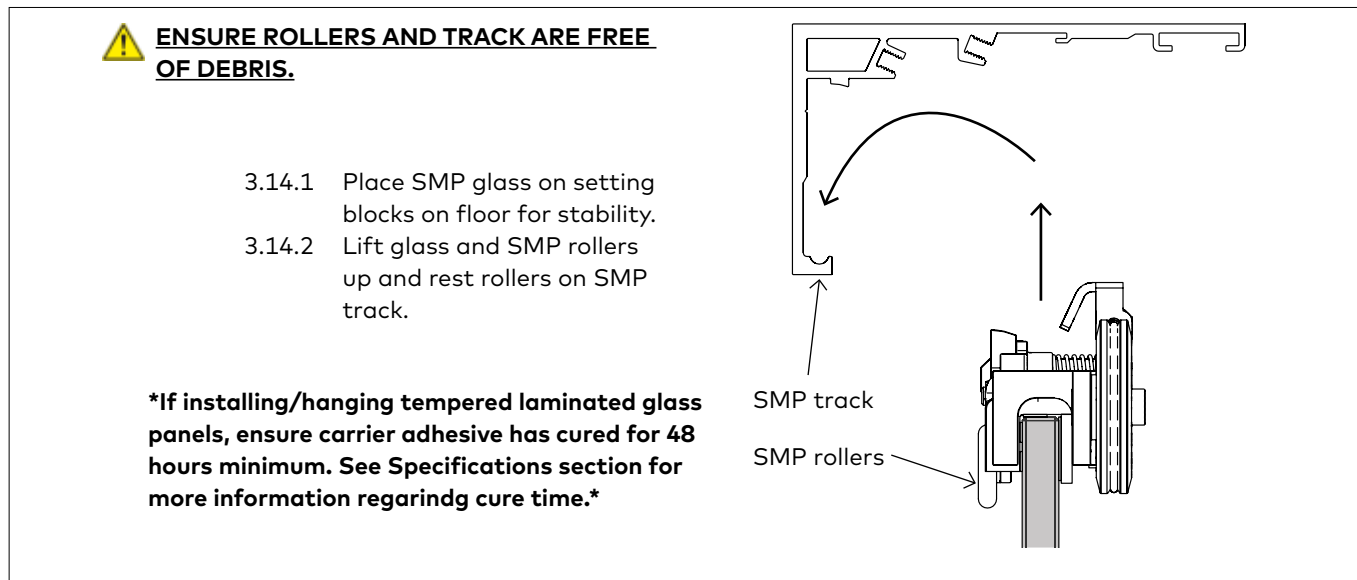 ENSURE ROLLERS AND TRACK ARE FREE
OF DEBRIS.
3.14.1 Place SMP glass on setting
blocks on floor for stability.
3.14.2 Lift glass and SMP rollers
up and rest rollers on SMP
track.
*If installing/hanging tempered laminated glass
panels, ensure carrier adhesive has cured for 48
hours minimum. See Specifications section for
more information regarindg cure time.*
SMP track
SMP rollers